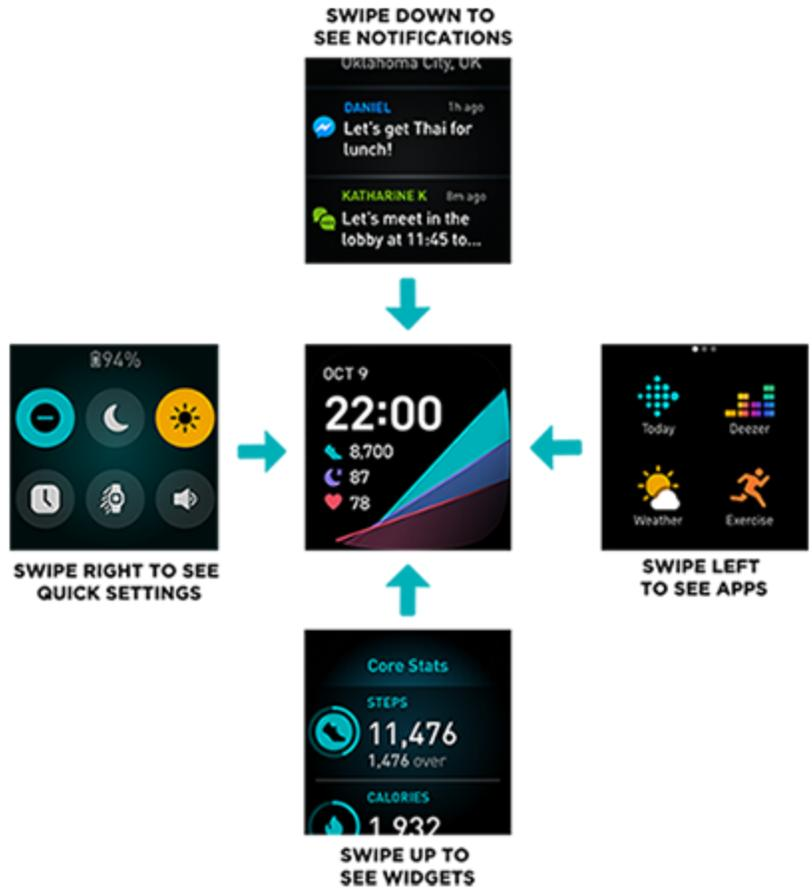 SWIPE DOWN TO
SEE NOTIFICATIONS
Oklahoma City, OK
DANIEL 1h ago
Let's get Thai for
lunch!
KATHARINE K 8m ago
Let's meet in the
lobby at 11:45 to...
94%
SWIPE RIGHT TO SEE
QUICK SETTINGS
OCT 9
22:00
8,700
87
78
Today Deezer
Weather Exercise
SWIPE LEFT
TO SEE APPS
Core Stats
STEPS
11,476
1,476 over
CALORIES
1,932
SWIPE UP TO
SEE WIDGETS